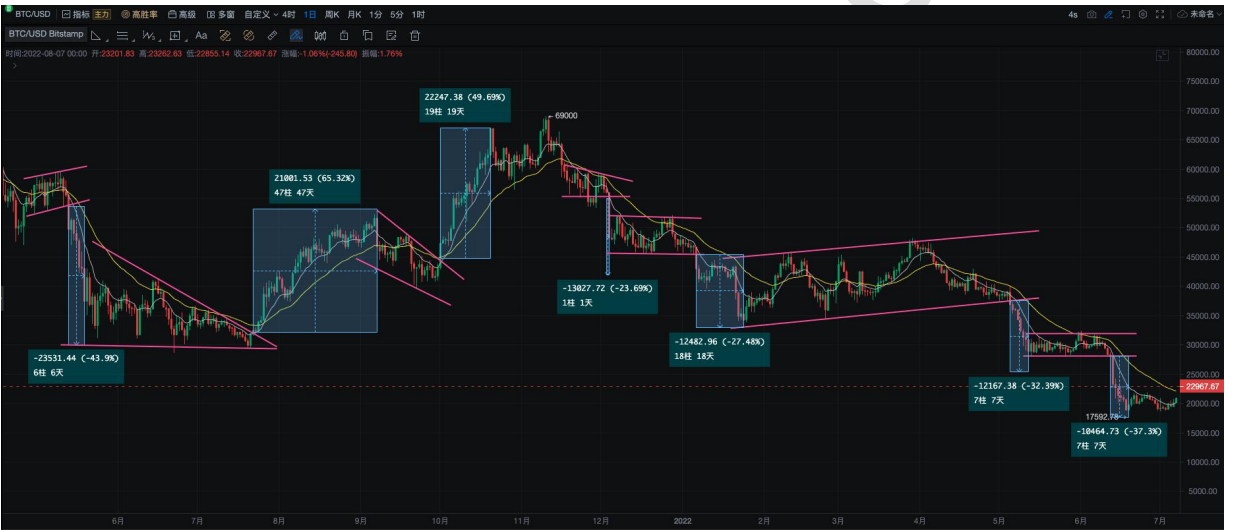 BTC/USD 指标 主力 高胜率 高级 多窗 自定义 4时 1日 周K 月K 1分 5分 1时 4s 未命名
BTC/USD Bitstamp Aa
时间:2022-08-07 00:00 开:23201.83 高:23262.63 低:22855.14 收:22967.67 涨幅:-1.06%(-245.80) 振幅:1.76%
80000.00
75000.00
70000.00
65000.00
60000.00
55000.00
50000.00
45000.00
40000.00
35000.00
30000.00
25000.00
22967.67
20000.00
15000.00
10000.00
5000.00
22247.38 (49.69%)
19柱 19天
69000
21001.53 (65.32%)
47柱 47天
-13027.72 (-23.69%)
1柱 1天
-12482.96 (-27.48%)
18柱 18天
-23531.44 (-43.9%)
6柱 6天
-12167.38 (-32.39%)
7柱 7天
17592.78
-10464.73 (-37.3%)
7柱 7天
6月 7月 8月 9月 10月 11月 12月 2022 2月 3月 4月 5月 6月 7月